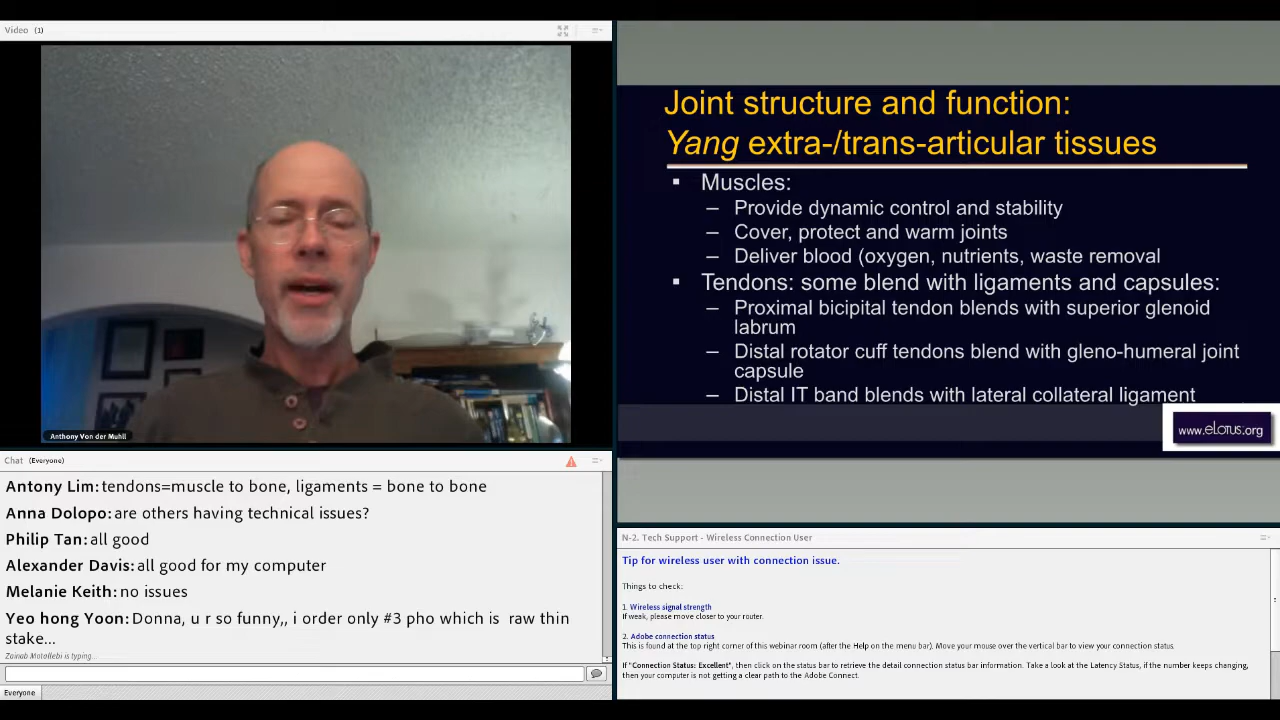 Video (1)
Anthony Von der Muhll
Joint structure and function:
Yang extra-/trans-articular tissues
▪ Muscles:
– Provide dynamic control and stability
– Cover, protect and warm joints
– Deliver blood (oxygen, nutrients, waste removal
▪ Tendons: some blend with ligaments and capsules:
– Proximal bicipital tendon blends with superior glenoid
labrum
– Distal rotator cuff tendons blend with gleno-humeral joint
capsule
– Distal IT band blends with lateral collateral ligament
www.eLotus.org
Chat (Everyone)
Antony Lim: tendons=muscle to bone, ligaments = bone to bone
Anna Dolopo: are others having technical issues?
Philip Tan: all good
Alexander Davis: all good for my computer
Melanie Keith: no issues
Yeo hong Yoon: Donna, u r so funny,, i order only #3 pho which is raw thin
stake...
Zainab Motallebi is typing...
Everyone
N-2. Tech Support - Wireless Connection User
Tip for wireless user with connection issue.
Things to check:
1. Wireless signal strength
If weak, please move closer to your router.
2. Adobe connection status
This is found at the top right corner of this webinar room (after the Help on the menu bar). Move your mouse over the vertical bar to view your connection status.
If "Connection Status: Excellent", then click on the status bar to retrieve the detail connection status bar information. Take a look at the Latency Status, if the number keeps changing,
then your computer is not getting a clear path to the Adobe Connect.